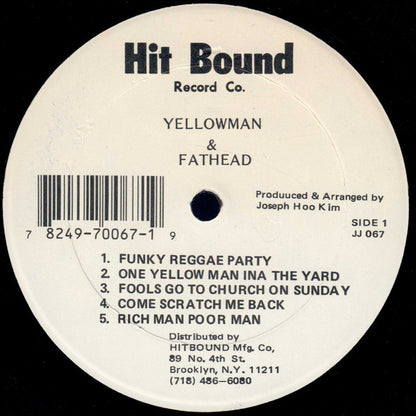 Hit Bound
Record Co.
YELLOWMAN
&
FATHEAD
Produuced & Arranged by
Joseph Hoo Kim
SIDE 1
JJ 067
7 8249-70067-1 9
1. FUNKY REGGAE PARTY
2. ONE YELLOW MAN INA THE YARD
3. FOOLS GO TO CHURCH ON SUNDAY
4. COME SCRATCH ME BACK
5. RICH MAN POOR MAN
Distributed by
HITBOUND Mfg. Co,
89 No. 4th St.
Brooklyn, N.Y. 11211
(718) 486-6080